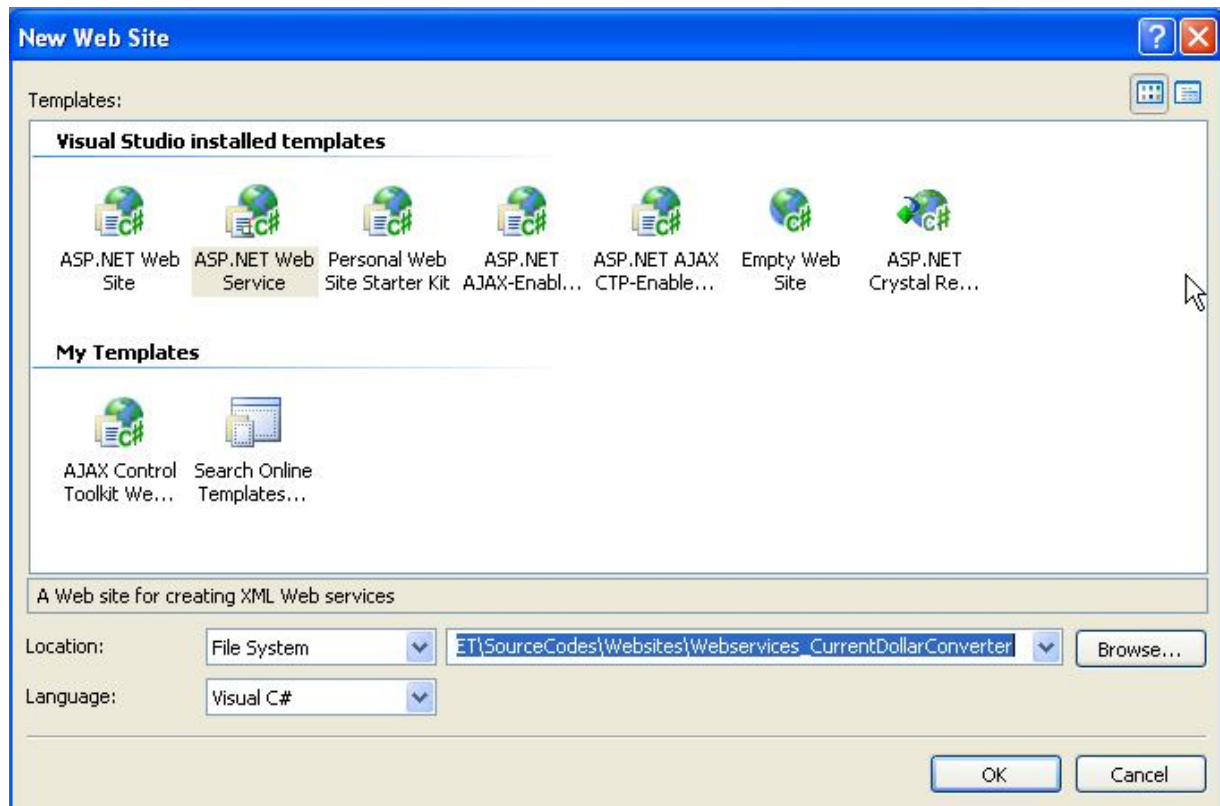 New Web Site
Templates:
Visual Studio installed templates
ASP.NET Web Site
ASP.NET Web Service
Personal Web Site Starter Kit
ASP.NET AJAX-Enabl...
ASP.NET AJAX CTP-Enable...
Empty Web Site
ASP.NET Crystal Re...
My Templates
AJAX Control Toolkit We...
Search Online Templates...
A Web site for creating XML Web services
Location:
File System
ET\SourceCodes\Websites\Webservices_CurrentDollarConverter
Browse...
Language:
Visual C#
OK
Cancel